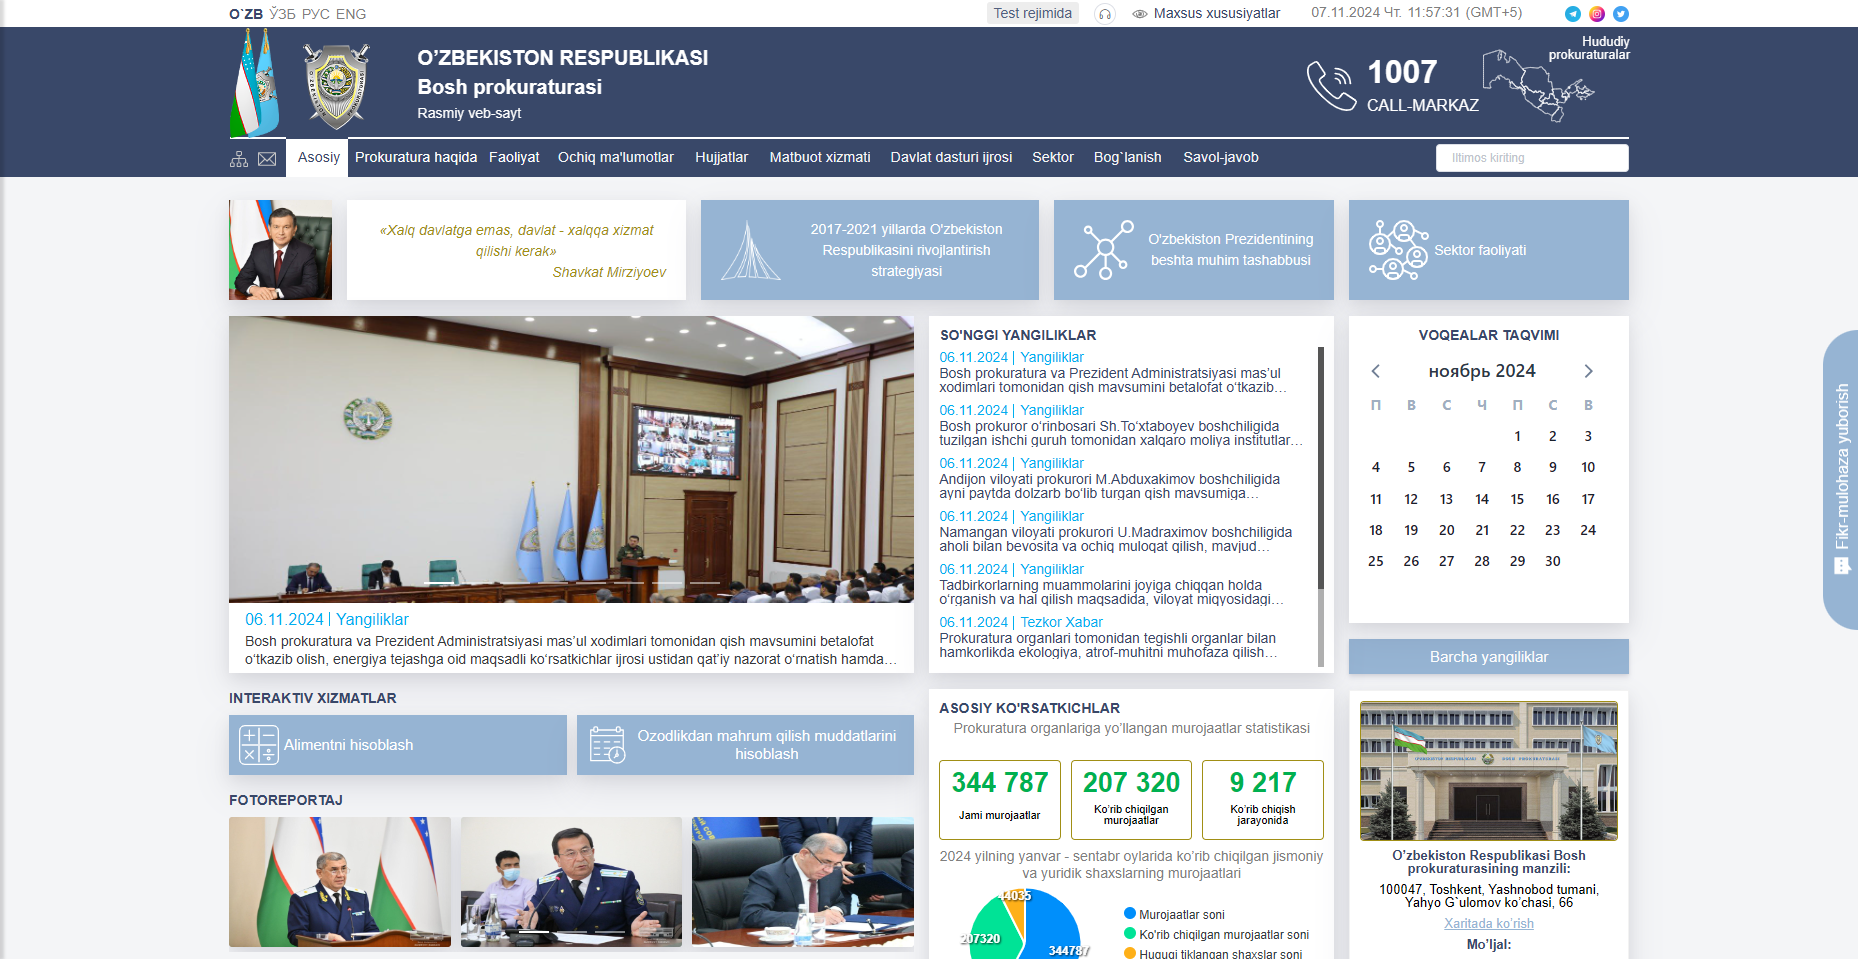 O`ZB ЎЗБ РУС ENG
Test rejimida
Maxsus xususiyatlar
07.11.2024 Чт. 11:57:31 (GMT+5)
O’ZBEKISTON RESPUBLIKASI
Bosh prokuraturasi
Rasmiy veb-sayt
1007
CALL-MARKAZ
Hududiy
prokuraturalar
Asosiy Prokuratura haqida Faoliyat Ochiq ma'lumotlar Hujjatlar Matbuot xizmati Davlat dasturi ijrosi Sektor Bog`lanish Savol-javob
Iltimos kiriting
«Xalq davlatga emas, davlat - xalqqa xizmat
qilishi kerak»
Shavkat Mirziyoev
2017-2021 yillarda O'zbekiston
Respublikasini rivojlantirish
strategiyasi
O'zbekiston Prezidentining
beshta muhim tashabbusi
Sektor faoliyati
06.11.2024 | Yangiliklar
Bosh prokuratura va Prezident Administratsiyasi mas’ul xodimlari tomonidan qish mavsumini betalofat
o‘tkazib olish, energiya tejashga oid maqsadli ko‘rsatkichlar ijrosi ustidan qat’iy nazorat o‘rnatish hamda…
SO'NGGI YANGILIKLAR
06.11.2024 | Yangiliklar
Bosh prokuratura va Prezident Administratsiyasi mas’ul
xodimlari tomonidan qish mavsumini betalofat o‘tkazib…
06.11.2024 | Yangiliklar
Bosh prokuror o‘rinbosari Sh.To‘xtaboyev boshchiligida
tuzilgan ishchi guruh tomonidan xalqaro moliya institutlar…
06.11.2024 | Yangiliklar
Andijon viloyati prokurori M.Abduxakimov boshchiligida
ayni paytda dolzarb bo‘lib turgan qish mavsumiga…
06.11.2024 | Yangiliklar
Namangan viloyati prokurori U.Madraximov boshchiligida
aholi bilan bevosita va ochiq muloqat qilish, mavjud…
06.11.2024 | Yangiliklar
Tadbirkorlarning muammolarini joyiga chiqqan holda
o‘rganish va hal qilish maqsadida, viloyat miqyosidagi…
06.11.2024 | Tezkor Xabar
Prokuratura organlari tomonidan tegishli organlar bilan
hamkorlikda ekologiya, atrof-muhitni muhofaza qilish…
VOQEALAR TAQVIMI
ноябрь 2024
П В С Ч П С В
1 2 3
4 5 6 7 8 9 10
11 12 13 14 15 16 17
18 19 20 21 22 23 24
25 26 27 28 29 30
Barcha yangiliklar
Fikr-mulohaza yuborish
INTERAKTIV XIZMATLAR
Alimentni hisoblash
Ozodlikdan mahrum qilish muddatlarini
hisoblash
FOTOREPORTAJ
ASOSIY KO'RSATKICHLAR
Prokuratura organlariga yo’llangan murojaatlar statistikasi
344 787
Jami murojaatlar
207 320
Ko’rib chiqilgan
murojaatlar
9 217
Ko’rib chiqish
jarayonida
2024 yilning yanvar - sentabr oylarida ko’rib chiqilgan jismoniy
va yuridik shaxslarning murojaatlari
44035
207320
344787
Murojaatlar soni
Ko'rib chiqilgan murojaatlar soni
Huquqi tiklangan shaxslar soni
O’zbekiston Respublikasi Bosh
prokuraturasining manzili:
100047, Toshkent, Yashnobod tumani,
Yahyo G`ulomov ko’chasi, 66
Xaritada ko’rish
Mo’ljal: